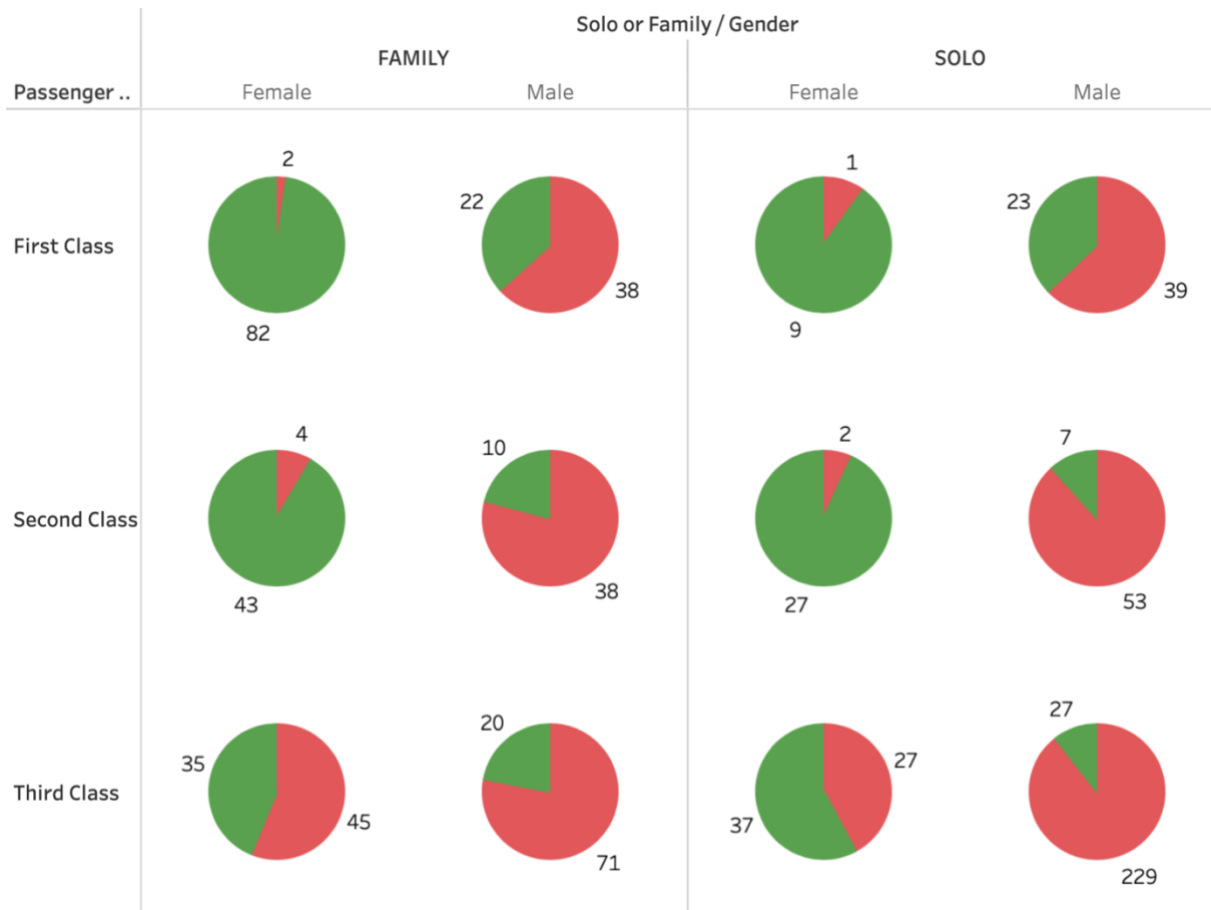 Solo or Family / Gender
FAMILY SOLO
Passenger .. Female Male Female Male
2 1
22 23
First Class
38 39
82 9
4 2 7
10
Second Class
38 53
43 27
20 27
35 27
Third Class
45 37
71 229